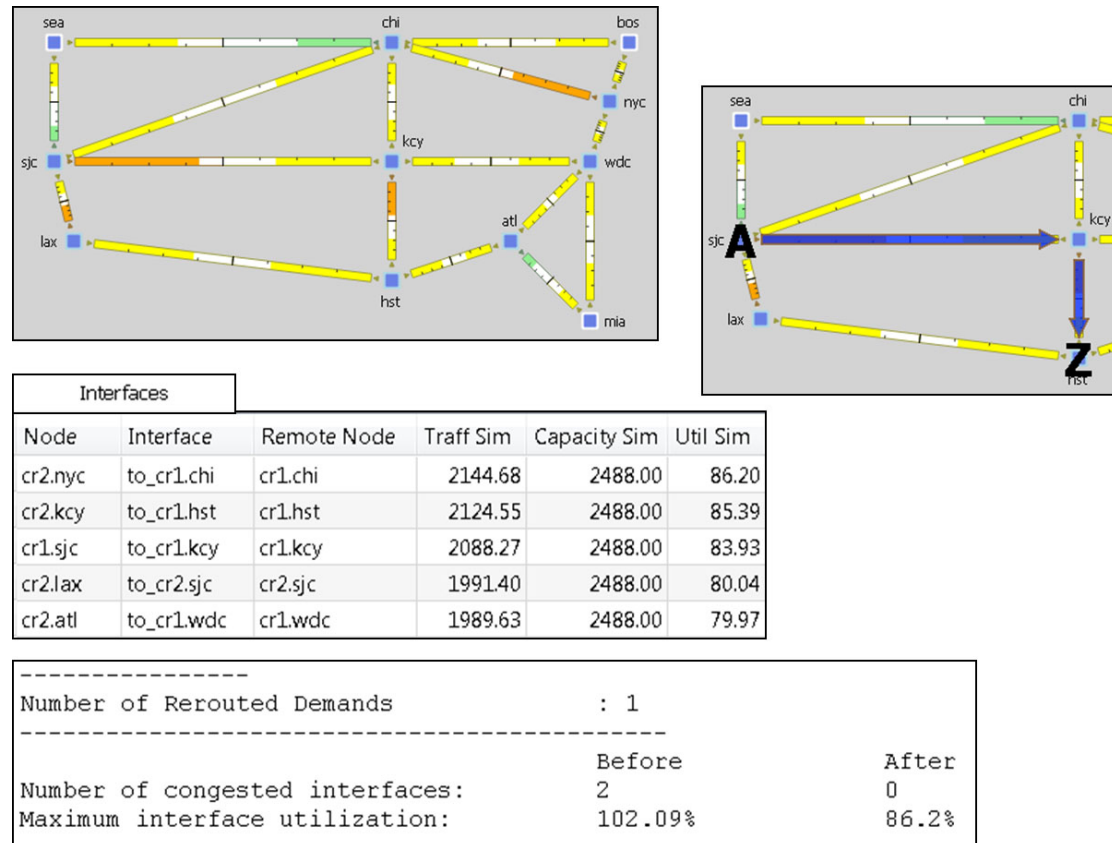 sea chi bos
nyc
sjc kcy wdc
lax atl
hst
mia
sea chi
sjc A kcy
lax
Z
hst
Interfaces
Node Interface Remote Node Traff Sim Capacity Sim Util Sim
cr2.nyc to_cr1.chi cr1.chi 2144.68 2488.00 86.20
cr2.kcy to_cr1.hst cr1.hst 2124.55 2488.00 85.39
cr1.sjc to_cr1.kcy cr1.kcy 2088.27 2488.00 83.93
cr2.lax to_cr2.sjc cr2.sjc 1991.40 2488.00 80.04
cr2.atl to_cr1.wdc cr1.wdc 1989.63 2488.00 79.97
----------------
Number of Rerouted Demands : 1
---------------------------------------------
Before After
Number of congested interfaces: 2 0
Maximum interface utilization: 102.09% 86.2%